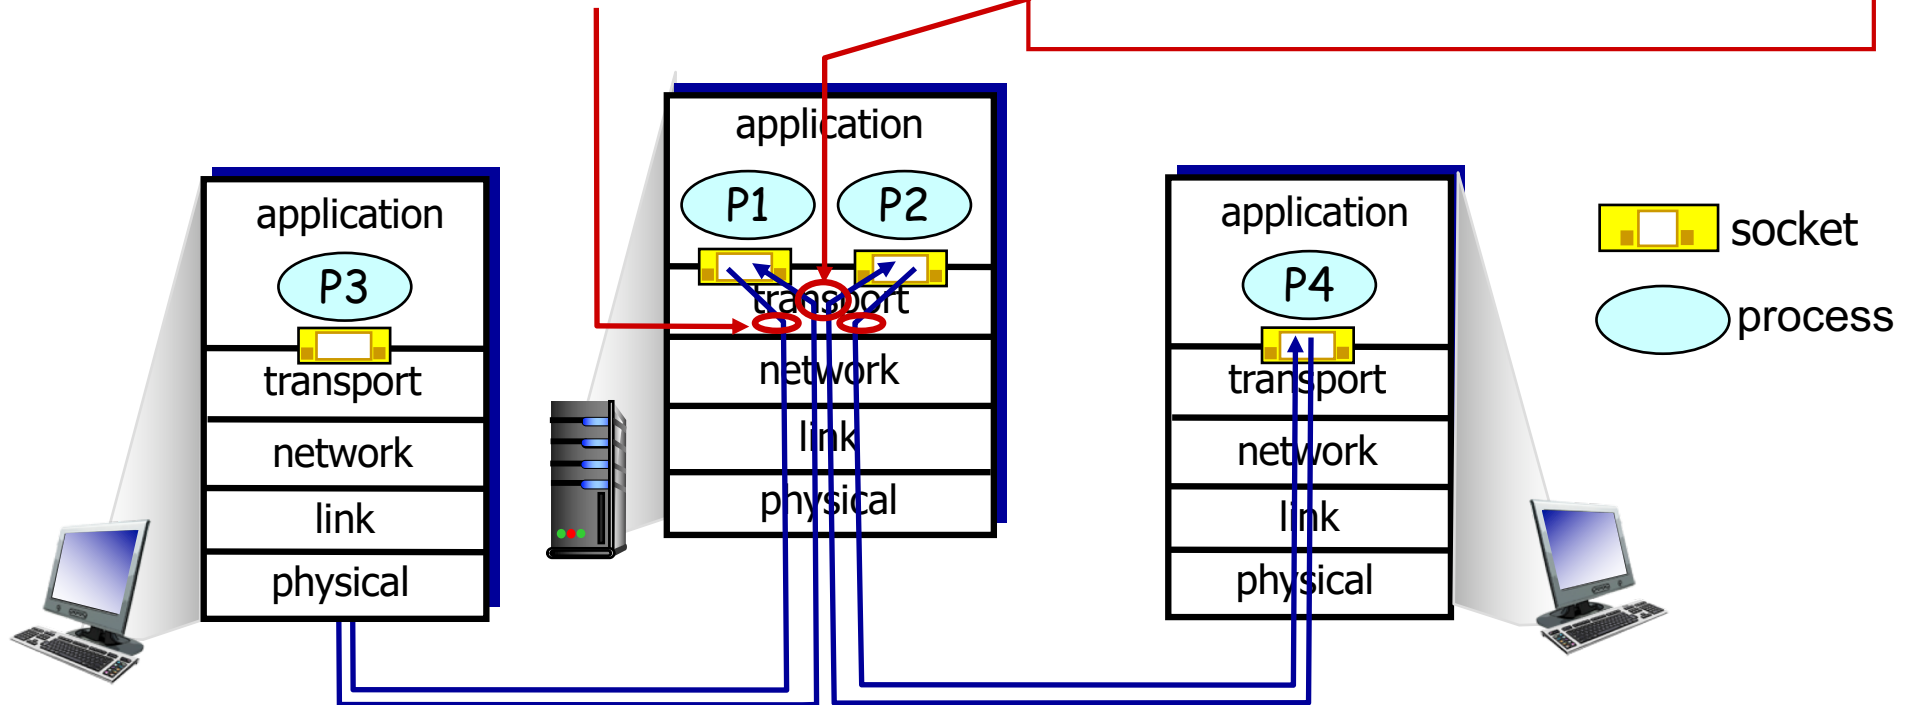 application
P3
transport
network
link
physical
application
P1 P2
transport
network
link
physical
application
P4
transport
network
link
physical
socket
process